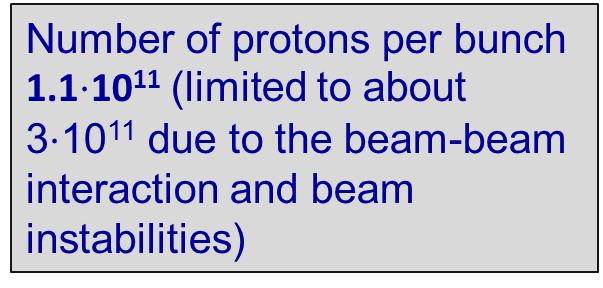 Number of protons per bunch
1.1·10¹¹ (limited to about
3·10¹¹ due to the beam-beam
interaction and beam
instabilities)